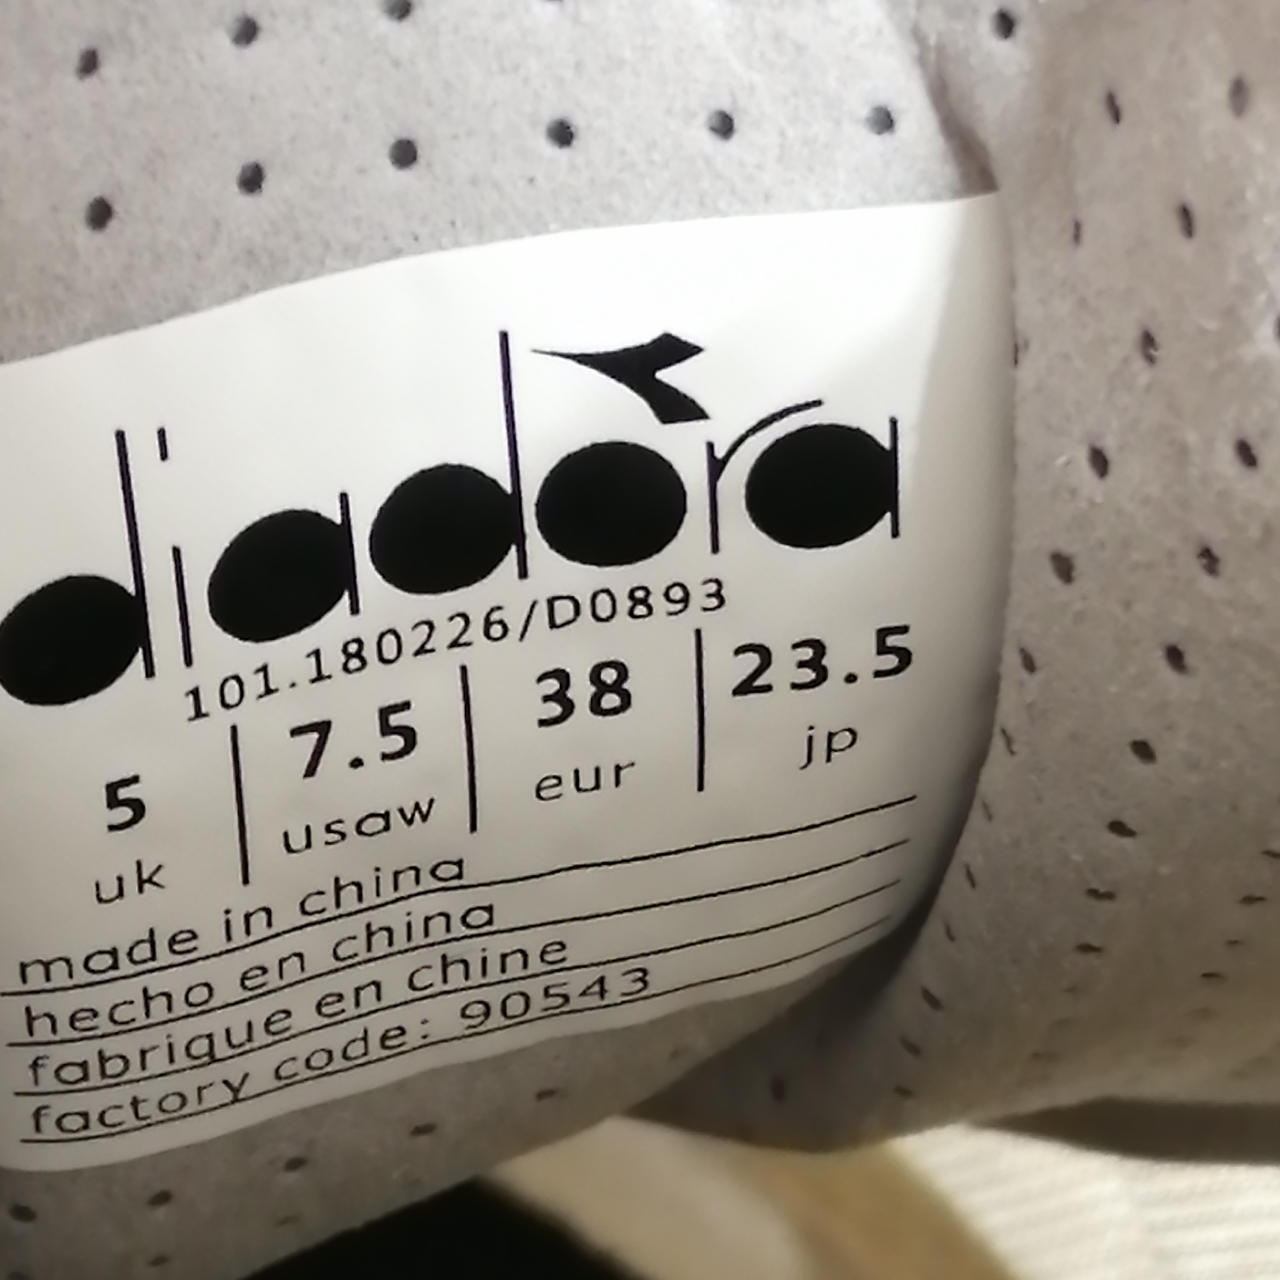 diadora
101.180226/D0893
5 7.5 38 23.5
uk usaw eur jp
made in china
hecho en china
fabrique en chine
factory code: 90543